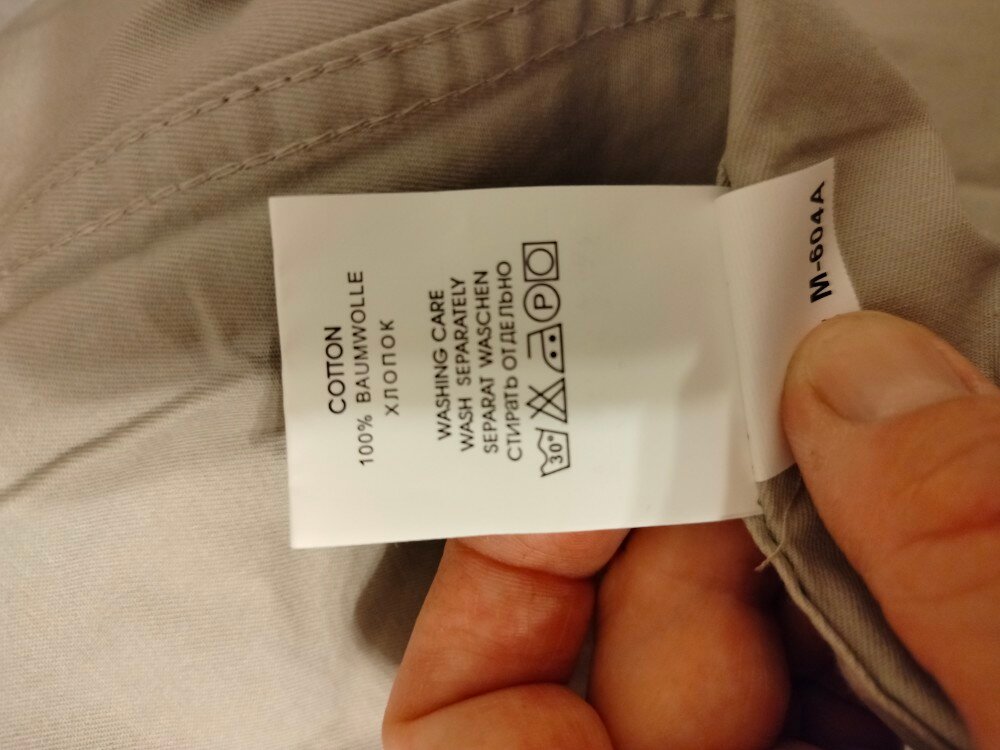 COTTON
100% BAUMWOLLE
ХЛОПОК
WASHING CARE
WASH SEPARATELY
SEPARAT WASCHEN
СТИРАТЬ ОТДЕЛЬНО
30° P
M-604A